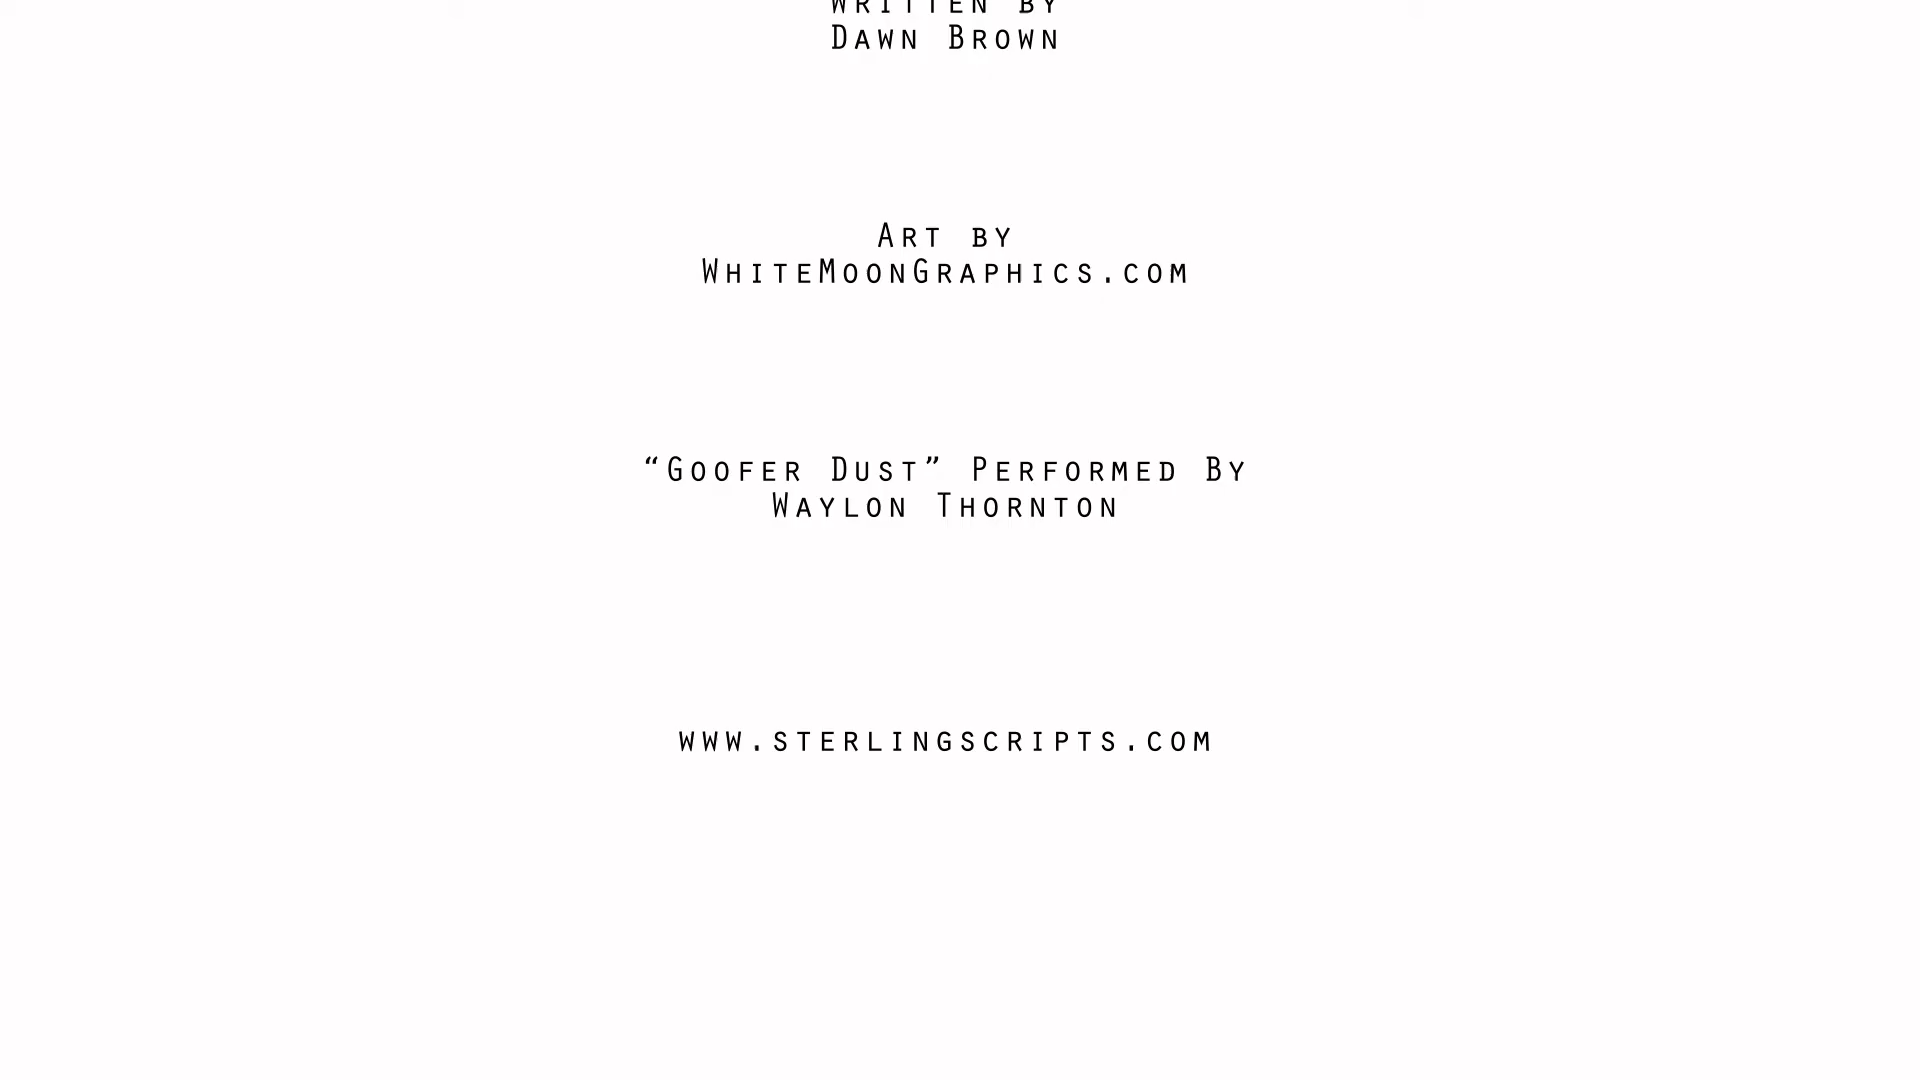 Written by
Dawn Brown
Art by
WhiteMoonGraphics.com
“Goofer Dust” Performed By
Waylon Thornton
www.sterlingscripts.com